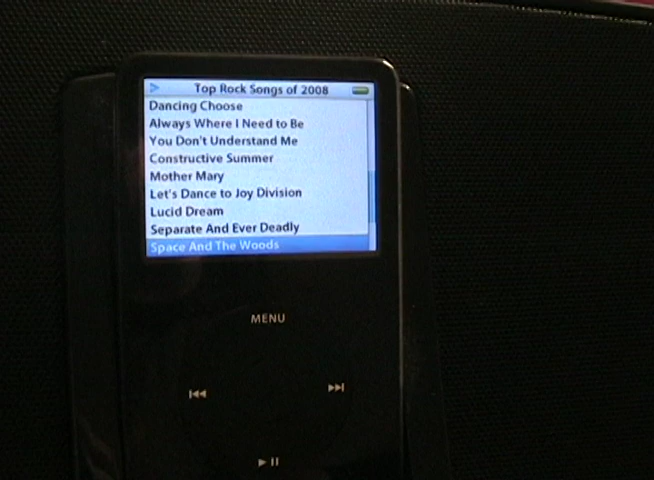 Top Rock Songs of 2008
Dancing Choose
Always Where I Need to Be
You Don't Understand Me
Constructive Summer
Mother Mary
Let's Dance to Joy Division
Lucid Dream
Separate And Ever Deadly
Space And The Woods
MENU